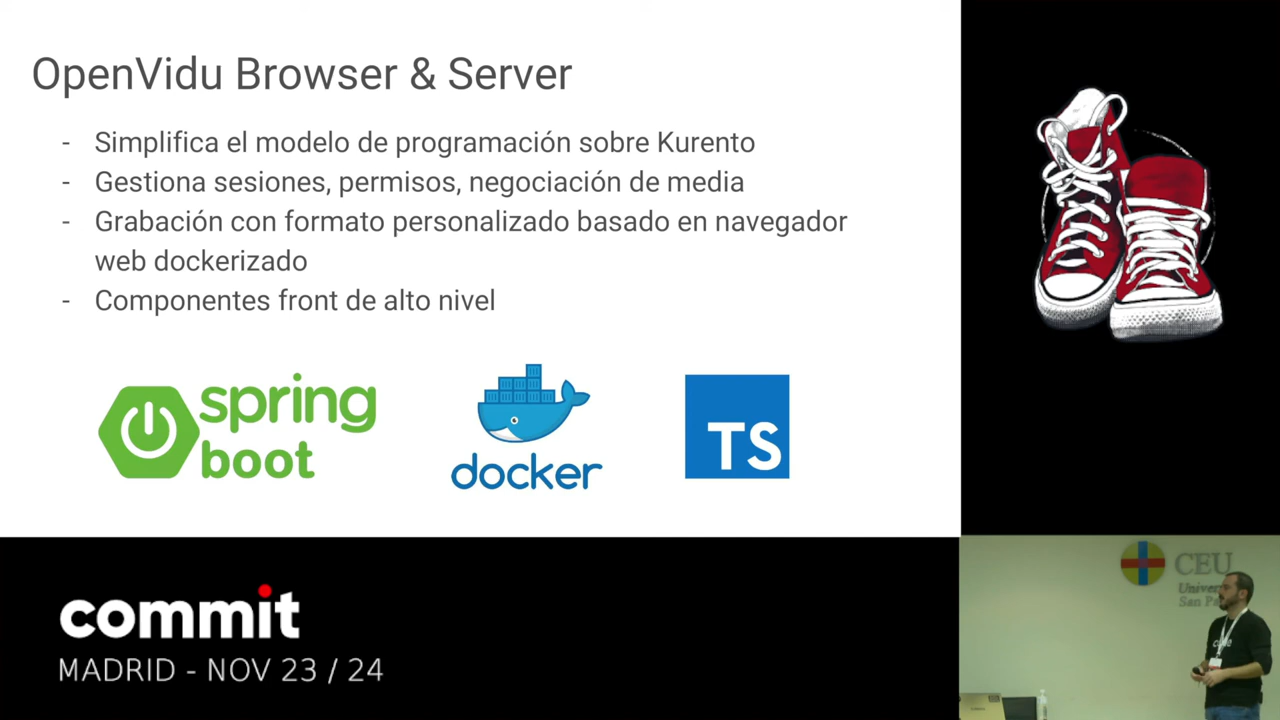 OpenVidu Browser & Server
- Simplifica el modelo de programación sobre Kurento
- Gestiona sesiones, permisos, negociación de media
- Grabación con formato personalizado basado en navegador
web dockerizado
- Componentes front de alto nivel
spring
boot
docker
TS
commit
MADRID - NOV 23 / 24
CEU